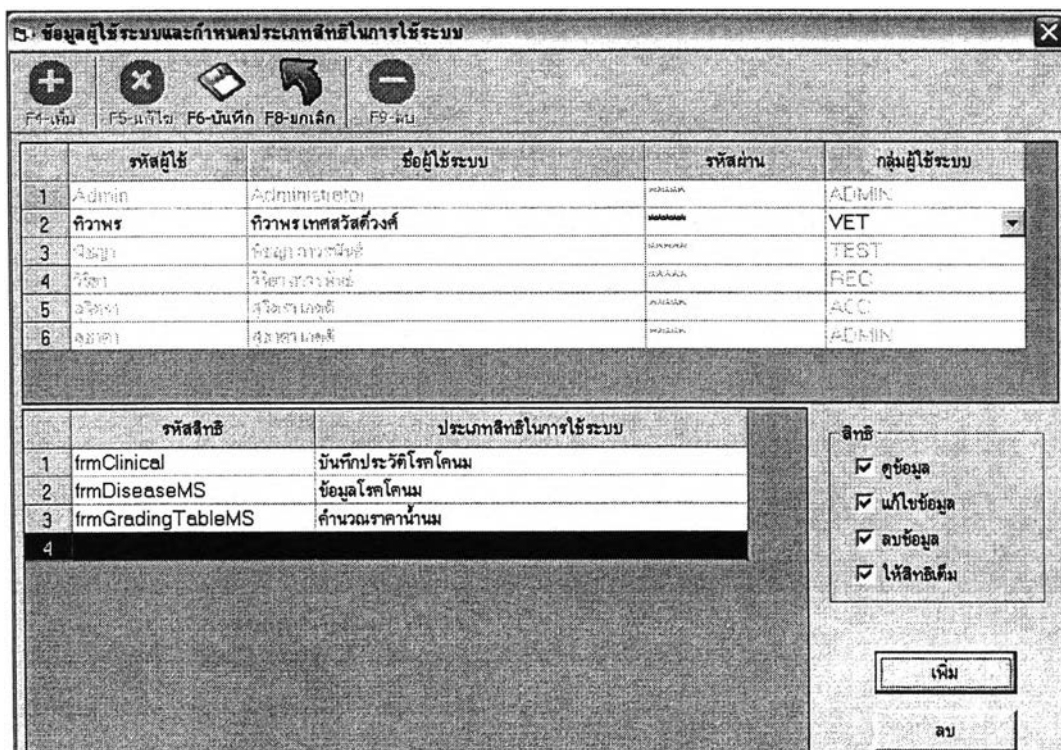 ข้อมูลผู้ใช้ระบบและกำหนดประเภทสิทธิในการใช้ระบบ
F4-เพิ่ม F5-แก้ไข F6-บันทึก F8-ยกเลิก F9-ลบ
รหัสผู้ใช้ ชื่อผู้ใช้ระบบ รหัสผ่าน กลุ่มผู้ใช้ระบบ
1 Admin Administrator ****** ADMIN
2 ทิวาพร ทิวาพร เทศสวัสดิ์วงศ์ ******* VET
3 ****** TEST
4 ****** REC
5 ****** ACC
6 ****** ADMIN
รหัสสิทธิ ประเภทสิทธิในการใช้ระบบ
1 frmClinical บันทึกประวัติโรคโคนม
2 frmDiseaseMS ข้อมูลโรคโคนม
3 frmGradingTableMS คำนวณราคาน้ำนม
4
สิทธิ
ดูข้อมูล
แก้ไขข้อมูล
ลบข้อมูล
ให้สิทธิเต็ม
เพิ่ม
ลบ